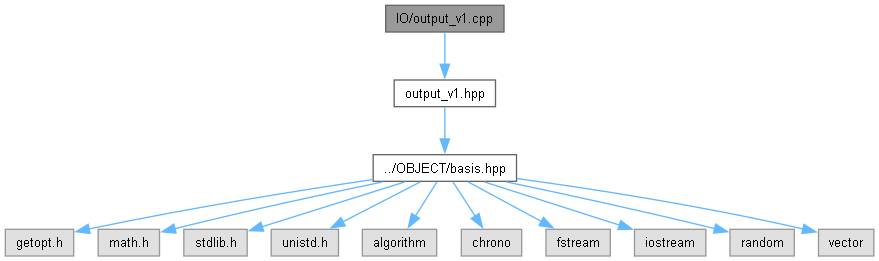 IO/output_v1.cpp
output_v1.hpp
../OBJECT/basis.hpp
getopt.h
math.h
stdlib.h
unistd.h
algorithm
chrono
fstream
iostream
random
vector